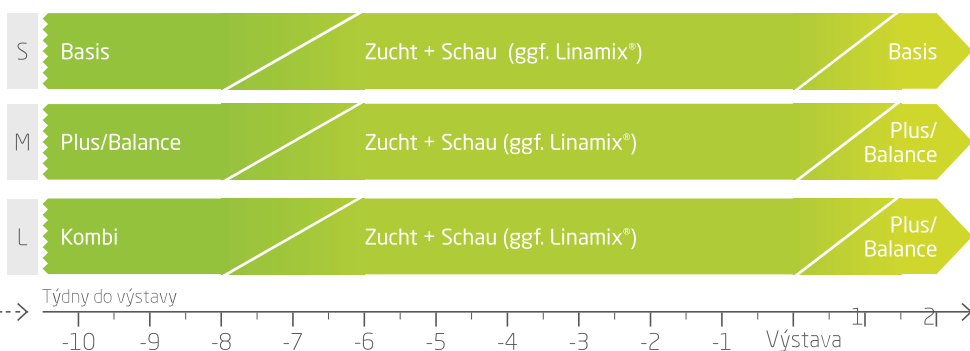 S Basis Zucht + Schau (ggf. Linamix®) Basis
M Plus/Balance Zucht + Schau (ggf. Linamix®) Plus/
Balance
L Kombi Zucht + Schau (ggf. Linamix®) Plus/
Balance
Týdny do výstavy
-10 -9 -8 -7 -6 -5 -4 -3 -2 -1 Výstava 1 2